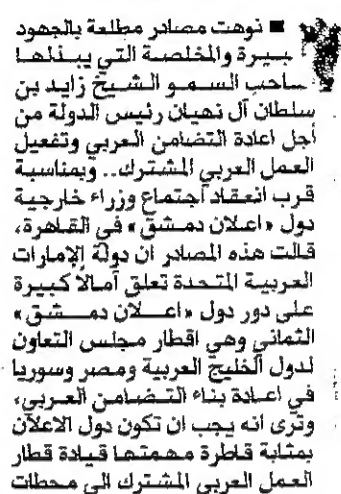 ■ نوهت مصادر مطلعة بالجهود
بيرة والمخلصة التي يبذلها
صاحب السمو الشيخ زايد بن
سلطان آل نهيان رئيس الدولة من
أجل اعادة التضامن العربي وتفعيل
العمل العربي المشترك.. وبمناسبة
قرب انعقاد اجتماع وزراء خارجية
دول «اعلان دمشق» في القاهرة،
قالت هذه المصادر ان دولة الإمارات
العربية المتحدة تعلق آمالاً كبيرة
على دور دول «اعلان دمشق»
الثماني وهي اقطار مجلس التعاون
لدول الخليج العربية ومصر وسوريا
في اعادة بناء التضامن العربي،
وترى انه يجب ان تكون دول الاعلان
بمثابة قاطرة مهمتها قيادة قطار
العمل العربي المشترك الى محطات